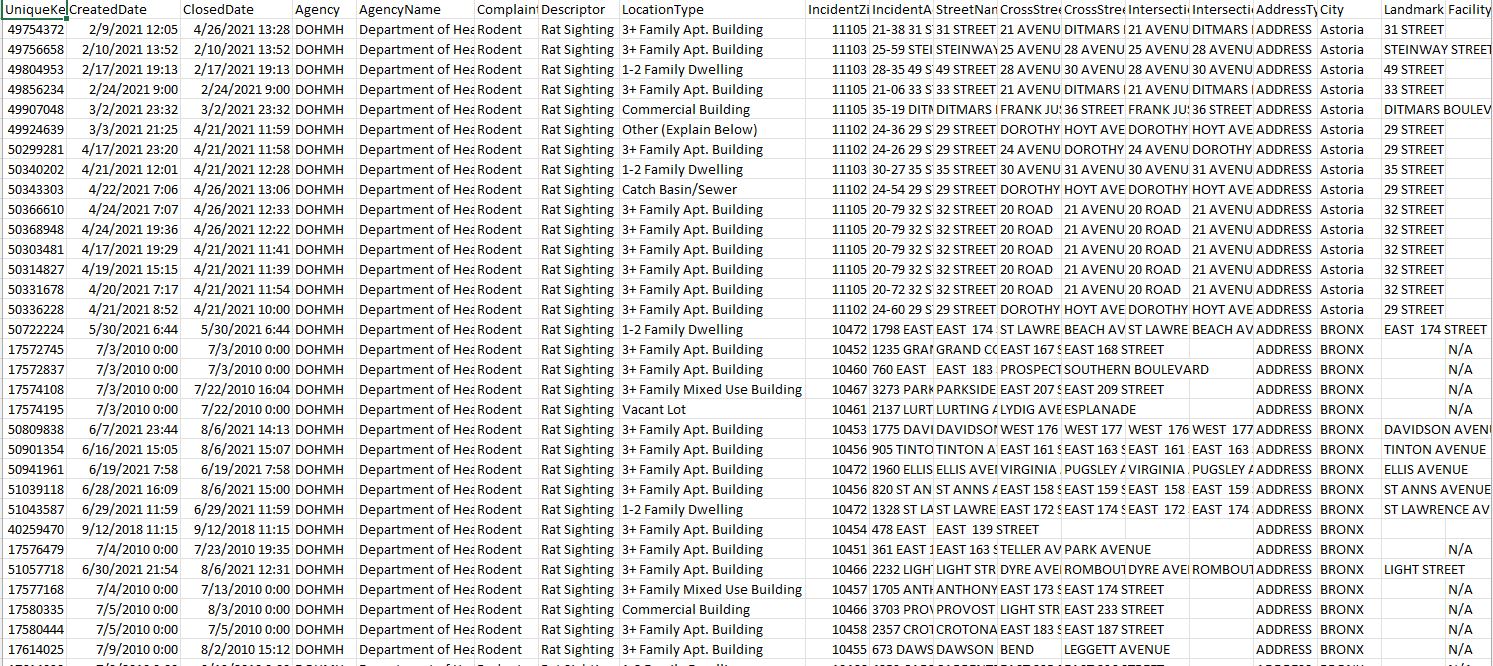 UniqueKe CreatedDate ClosedDate Agency AgencyName Complain Descriptor LocationType IncidentZi IncidentA StreetNan CrossStree CrossStree Intersectic Intersectic AddressTy City Landmark Facility
49754372 2/9/2021 12:05 4/26/2021 13:28 DOHMH Department of Hea Rodent Rat Sighting 3+ Family Apt. Building 11105 21-38 31 S 31 STREET 21 AVENU DITMARS 21 AVENU DITMARS ADDRESS Astoria 31 STREET
49756658 2/10/2021 13:52 2/10/2021 13:52 DOHMH Department of Hea Rodent Rat Sighting 3+ Family Apt. Building 11103 25-59 STEI STEINWAY 25 AVENU 28 AVENU 25 AVENU 28 AVENU ADDRESS Astoria STEINWAY STREET
49804953 2/17/2021 19:13 2/17/2021 19:13 DOHMH Department of Hea Rodent Rat Sighting 1-2 Family Dwelling 11103 28-35 49 S 49 STREET 28 AVENU 30 AVENU 28 AVENU 30 AVENU ADDRESS Astoria 49 STREET
49856234 2/24/2021 9:00 2/24/2021 9:00 DOHMH Department of Hea Rodent Rat Sighting 3+ Family Apt. Building 11105 21-06 33 S 33 STREET 21 AVENU DITMARS 21 AVENU DITMARS ADDRESS Astoria 33 STREET
49907048 3/2/2021 23:32 3/2/2021 23:32 DOHMH Department of Hea Rodent Rat Sighting Commercial Building 11105 35-19 DITM DITMARS FRANK JUS 36 STREET FRANK JUS 36 STREET ADDRESS Astoria DITMARS BOULEV
49924639 3/3/2021 21:25 4/21/2021 11:59 DOHMH Department of Hea Rodent Rat Sighting Other (Explain Below) 11102 24-36 29 S 29 STREET DOROTHY HOYT AVE DOROTHY HOYT AVE ADDRESS Astoria 29 STREET
50299281 4/17/2021 23:20 4/21/2021 11:58 DOHMH Department of Hea Rodent Rat Sighting 3+ Family Apt. Building 11102 24-26 29 S 29 STREET 24 AVENU DOROTHY 24 AVENU DOROTHY ADDRESS Astoria 29 STREET
50340202 4/21/2021 12:01 4/21/2021 12:28 DOHMH Department of Hea Rodent Rat Sighting 1-2 Family Dwelling 11103 30-27 35 S 35 STREET 30 AVENU 31 AVENU 30 AVENU 31 AVENU ADDRESS Astoria 35 STREET
50343303 4/22/2021 7:06 4/26/2021 13:06 DOHMH Department of Hea Rodent Rat Sighting Catch Basin/Sewer 11102 24-54 29 S 29 STREET DOROTHY HOYT AVE DOROTHY HOYT AVE ADDRESS Astoria 29 STREET
50366610 4/24/2021 7:07 4/26/2021 12:33 DOHMH Department of Hea Rodent Rat Sighting 3+ Family Apt. Building 11105 20-79 32 S 32 STREET 20 ROAD 21 AVENU 20 ROAD 21 AVENU ADDRESS Astoria 32 STREET
50368948 4/24/2021 19:36 4/26/2021 12:22 DOHMH Department of Hea Rodent Rat Sighting 3+ Family Apt. Building 11105 20-79 32 S 32 STREET 20 ROAD 21 AVENU 20 ROAD 21 AVENU ADDRESS Astoria 32 STREET
50303481 4/17/2021 19:29 4/21/2021 11:41 DOHMH Department of Hea Rodent Rat Sighting 3+ Family Apt. Building 11105 20-79 32 S 32 STREET 20 ROAD 21 AVENU 20 ROAD 21 AVENU ADDRESS Astoria 32 STREET
50314827 4/19/2021 15:15 4/21/2021 11:39 DOHMH Department of Hea Rodent Rat Sighting 3+ Family Apt. Building 11105 20-79 32 S 32 STREET 20 ROAD 21 AVENU 20 ROAD 21 AVENU ADDRESS Astoria 32 STREET
50331678 4/20/2021 7:17 4/21/2021 11:54 DOHMH Department of Hea Rodent Rat Sighting 3+ Family Apt. Building 11105 20-72 32 S 32 STREET 20 ROAD 21 AVENU 20 ROAD 21 AVENU ADDRESS Astoria 32 STREET
50336228 4/21/2021 8:52 4/21/2021 10:00 DOHMH Department of Hea Rodent Rat Sighting 3+ Family Apt. Building 11102 24-60 29 S 29 STREET DOROTHY HOYT AVE DOROTHY HOYT AVE ADDRESS Astoria 29 STREET
50722224 5/30/2021 6:44 5/30/2021 6:44 DOHMH Department of Hea Rodent Rat Sighting 1-2 Family Dwelling 10472 1798 EAST EAST 174 ST LAWRE BEACH AV ST LAWRE BEACH AV ADDRESS BRONX EAST 174 STREET
17572745 7/3/2010 0:00 7/3/2010 0:00 DOHMH Department of Hea Rodent Rat Sighting 3+ Family Apt. Building 10452 1235 GRAN GRAND CO EAST 167 S EAST 168 STREET ADDRESS BRONX N/A
17572837 7/3/2010 0:00 7/3/2010 0:00 DOHMH Department of Hea Rodent Rat Sighting 3+ Family Apt. Building 10460 760 EAST EAST 183 PROSPECT SOUTHERN BOULEVARD ADDRESS BRONX N/A
17574108 7/3/2010 0:00 7/22/2010 16:04 DOHMH Department of Hea Rodent Rat Sighting 3+ Family Mixed Use Building 10467 3273 PARK PARKSIDE EAST 207 S EAST 209 STREET ADDRESS BRONX N/A
17574195 7/3/2010 0:00 7/22/2010 0:00 DOHMH Department of Hea Rodent Rat Sighting Vacant Lot 10461 2137 LURT LURTING A LYDIG AVE ESPLANADE ADDRESS BRONX N/A
50809838 6/7/2021 23:44 8/6/2021 14:13 DOHMH Department of Hea Rodent Rat Sighting 3+ Family Apt. Building 10453 1775 DAVI DAVIDSON WEST 176 WEST 177 WEST 176 WEST 177 ADDRESS BRONX DAVIDSON AVENU
50901354 6/16/2021 15:05 8/6/2021 15:07 DOHMH Department of Hea Rodent Rat Sighting 3+ Family Apt. Building 10456 905 TINTO TINTON A EAST 161 S EAST 163 S EAST 161 EAST 163 ADDRESS BRONX TINTON AVENUE
50941961 6/19/2021 7:58 6/19/2021 7:58 DOHMH Department of Hea Rodent Rat Sighting 3+ Family Apt. Building 10472 1960 ELLIS ELLIS AVEN VIRGINIA PUGSLEY A VIRGINIA PUGSLEY A ADDRESS BRONX ELLIS AVENUE
51039118 6/28/2021 16:09 8/6/2021 15:00 DOHMH Department of Hea Rodent Rat Sighting 3+ Family Apt. Building 10456 820 ST AN ST ANNS A EAST 158 S EAST 159 S EAST 158 EAST 159 ADDRESS BRONX ST ANNS AVENUE
51043587 6/29/2021 11:59 6/29/2021 11:59 DOHMH Department of Hea Rodent Rat Sighting 1-2 Family Dwelling 10472 1328 ST LA ST LAWRE EAST 172 S EAST 174 S EAST 172 EAST 174 ADDRESS BRONX ST LAWRENCE AV
40259470 9/12/2018 11:15 9/12/2018 11:15 DOHMH Department of Hea Rodent Rat Sighting 3+ Family Apt. Building 10454 478 EAST EAST 139 STREET ADDRESS BRONX
17576479 7/4/2010 0:00 7/23/2010 19:35 DOHMH Department of Hea Rodent Rat Sighting 3+ Family Apt. Building 10451 361 EAST 1 EAST 163 S TELLER AV PARK AVENUE ADDRESS BRONX N/A
51057718 6/30/2021 21:54 8/6/2021 12:31 DOHMH Department of Hea Rodent Rat Sighting 3+ Family Apt. Building 10466 2232 LIGH LIGHT STR DYRE AVE ROMBOUT DYRE AVE ROMBOUT ADDRESS BRONX LIGHT STREET
17577168 7/4/2010 0:00 7/13/2010 0:00 DOHMH Department of Hea Rodent Rat Sighting 3+ Family Mixed Use Building 10457 1705 ANTH ANTHONY EAST 173 S EAST 174 STREET ADDRESS BRONX N/A
17580335 7/5/2010 0:00 8/3/2010 0:00 DOHMH Department of Hea Rodent Rat Sighting Commercial Building 10466 3703 PROV PROVOST LIGHT STR EAST 233 STREET ADDRESS BRONX N/A
17580444 7/5/2010 0:00 7/5/2010 0:00 DOHMH Department of Hea Rodent Rat Sighting 3+ Family Apt. Building 10458 2357 CROT CROTONA EAST 183 S EAST 187 STREET ADDRESS BRONX N/A
17614025 7/9/2010 0:00 8/2/2010 15:12 DOHMH Department of Hea Rodent Rat Sighting 3+ Family Apt. Building 10455 673 DAWS DAWSON BEND LEGGETT AVENUE ADDRESS BRONX N/A